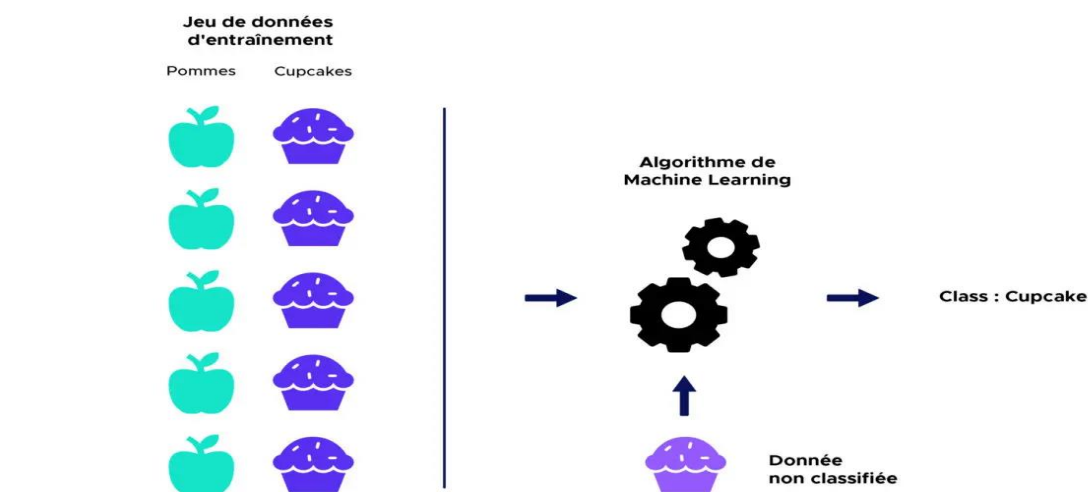 Jeu de données
d'entraînement
Pommes Cupcakes
Algorithme de
Machine Learning
Class : Cupcake
Donnée
non classifiée